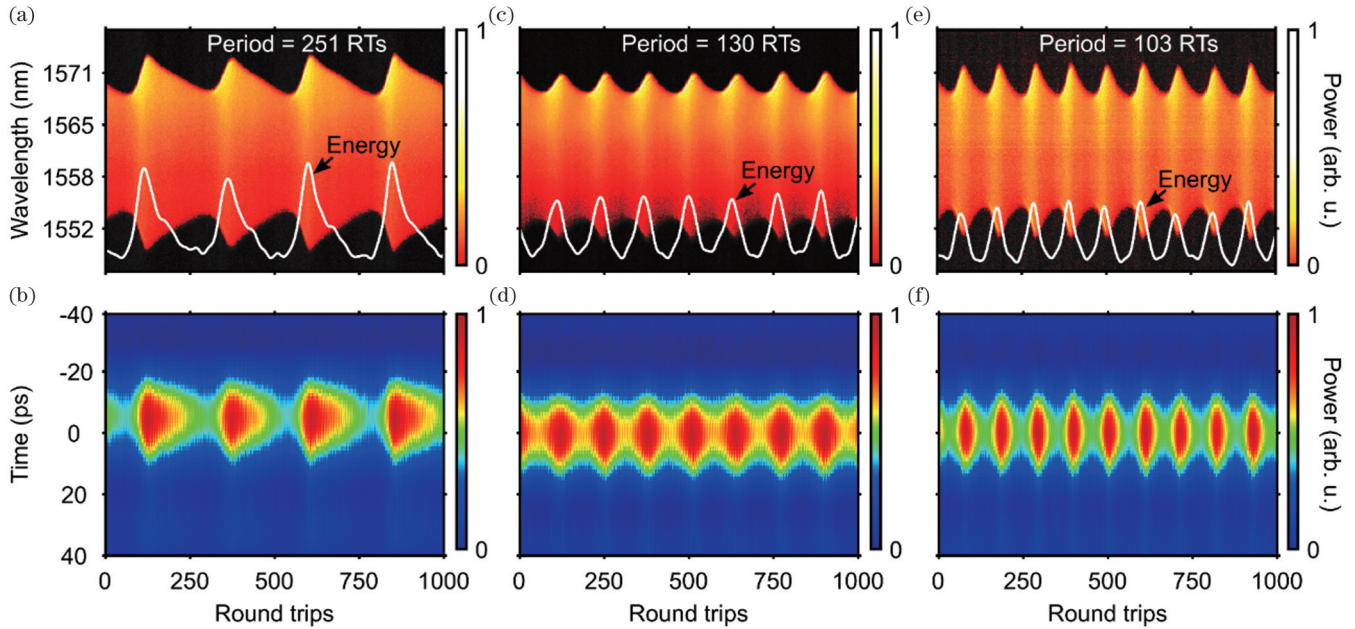 (a)
(c)
(e)
Period = 251 RTs
Period = 130 RTs
Period = 103 RTs
Wavelength (nm)
1571
1565
1558
1552
Energy
Energy
Energy
1
0
1
0
1
0
Power (arb. u.)
(b)
(d)
(f)
Time (ps)
-40
-20
0
20
40
1
0
1
0
1
0
Power (arb. u.)
0 250 500 750 1000
0 250 500 750 1000
0 250 500 750 1000
Round trips
Round trips
Round trips